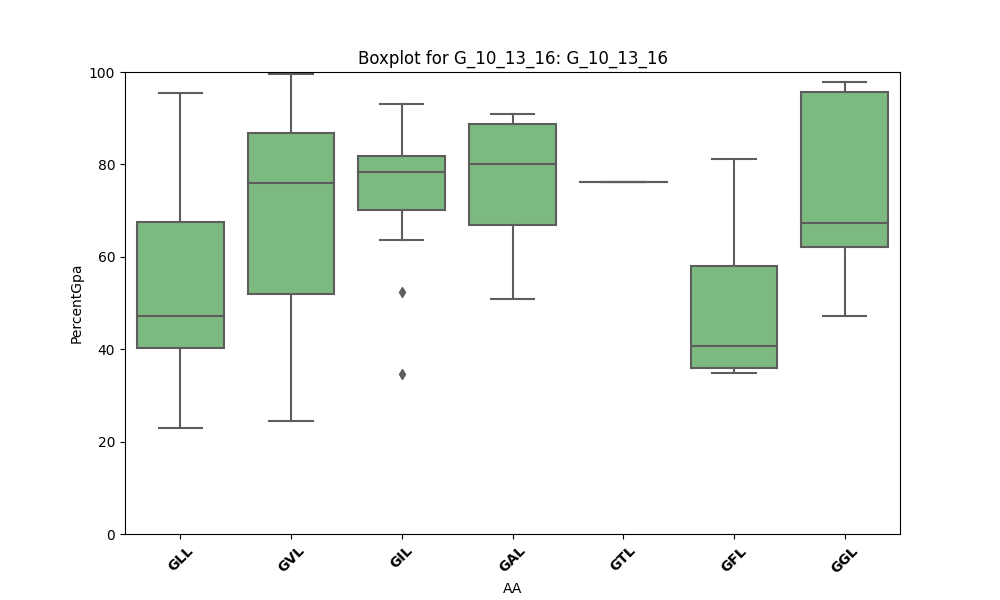 Boxplot for G_10_13_16: G_10_13_16
100
80
60
40
20
0
PercentGpa
GLL
GVL
GIL
GAL
GTL
GFL
GGL
AA